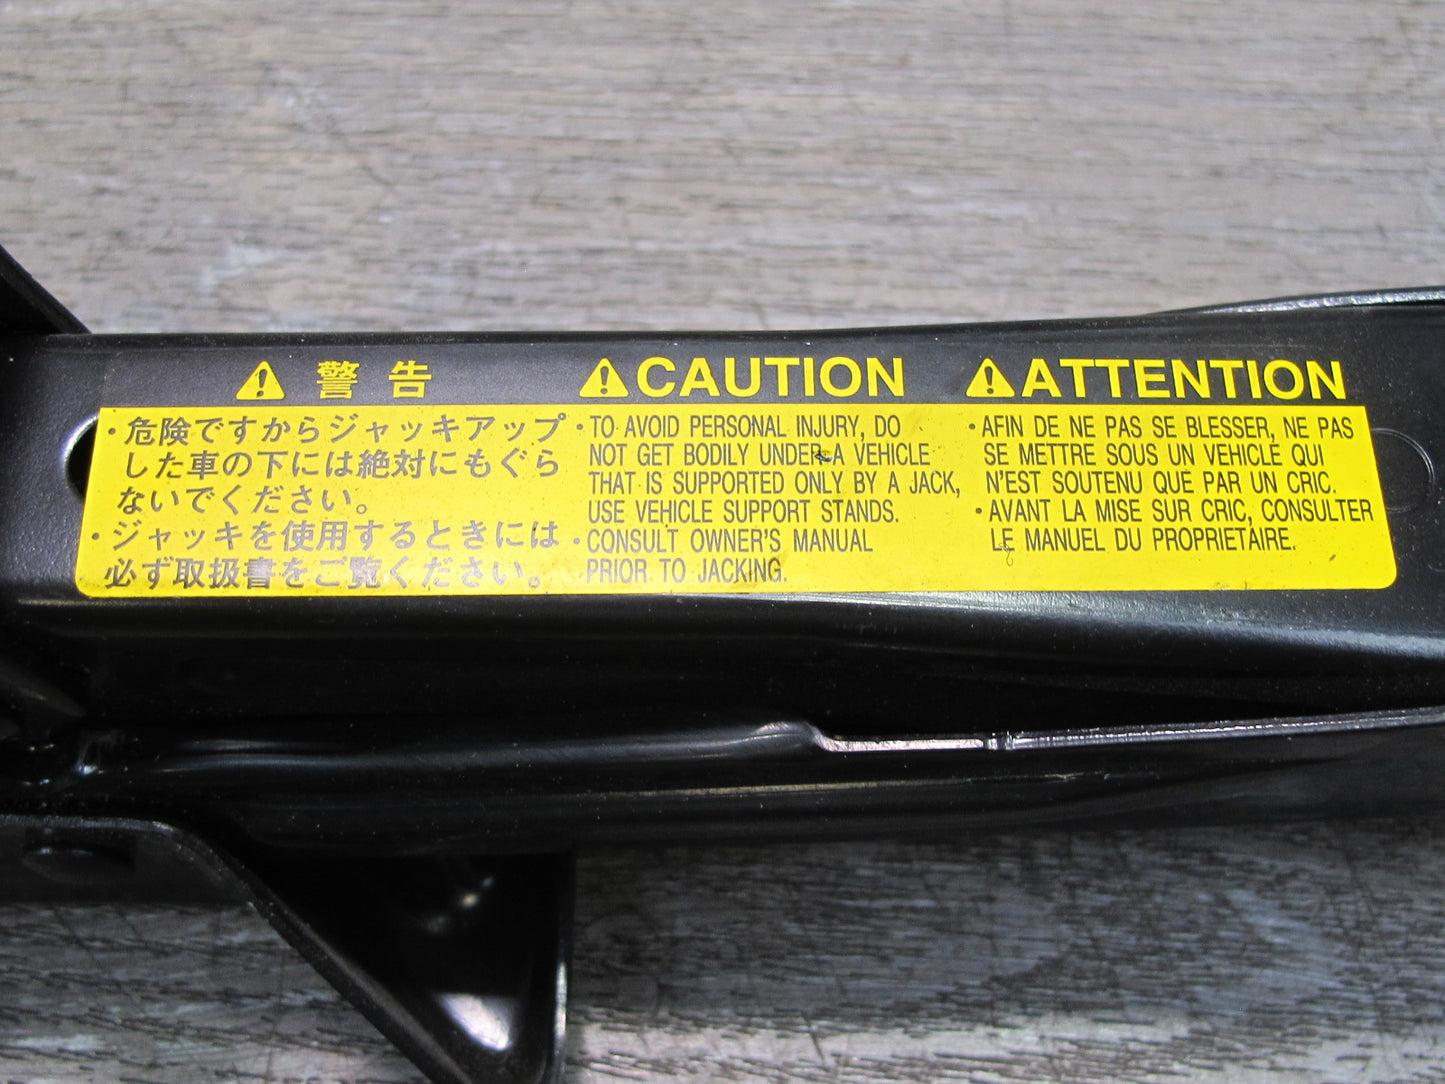 ⚠ 警 告
・危険ですからジャッキアップ
した車の下には絶対にもぐら
ないでください。
・ジャッキを使用するときには
必ず取扱書をご覧ください。
⚠CAUTION
・TO AVOID PERSONAL INJURY, DO
NOT GET BODILY UNDER A VEHICLE
THAT IS SUPPORTED ONLY BY A JACK,
USE VEHICLE SUPPORT STANDS.
・CONSULT OWNER'S MANUAL
PRIOR TO JACKING.
⚠ATTENTION
・AFIN DE NE PAS SE BLESSER, NE PAS
SE METTRE SOUS UN VEHICLE QUI
N'EST SOUTENU QUE PAR UN CRIC.
・AVANT LA MISE SUR CRIC, CONSULTER
LE MANUEL DU PROPRIETAIRE.